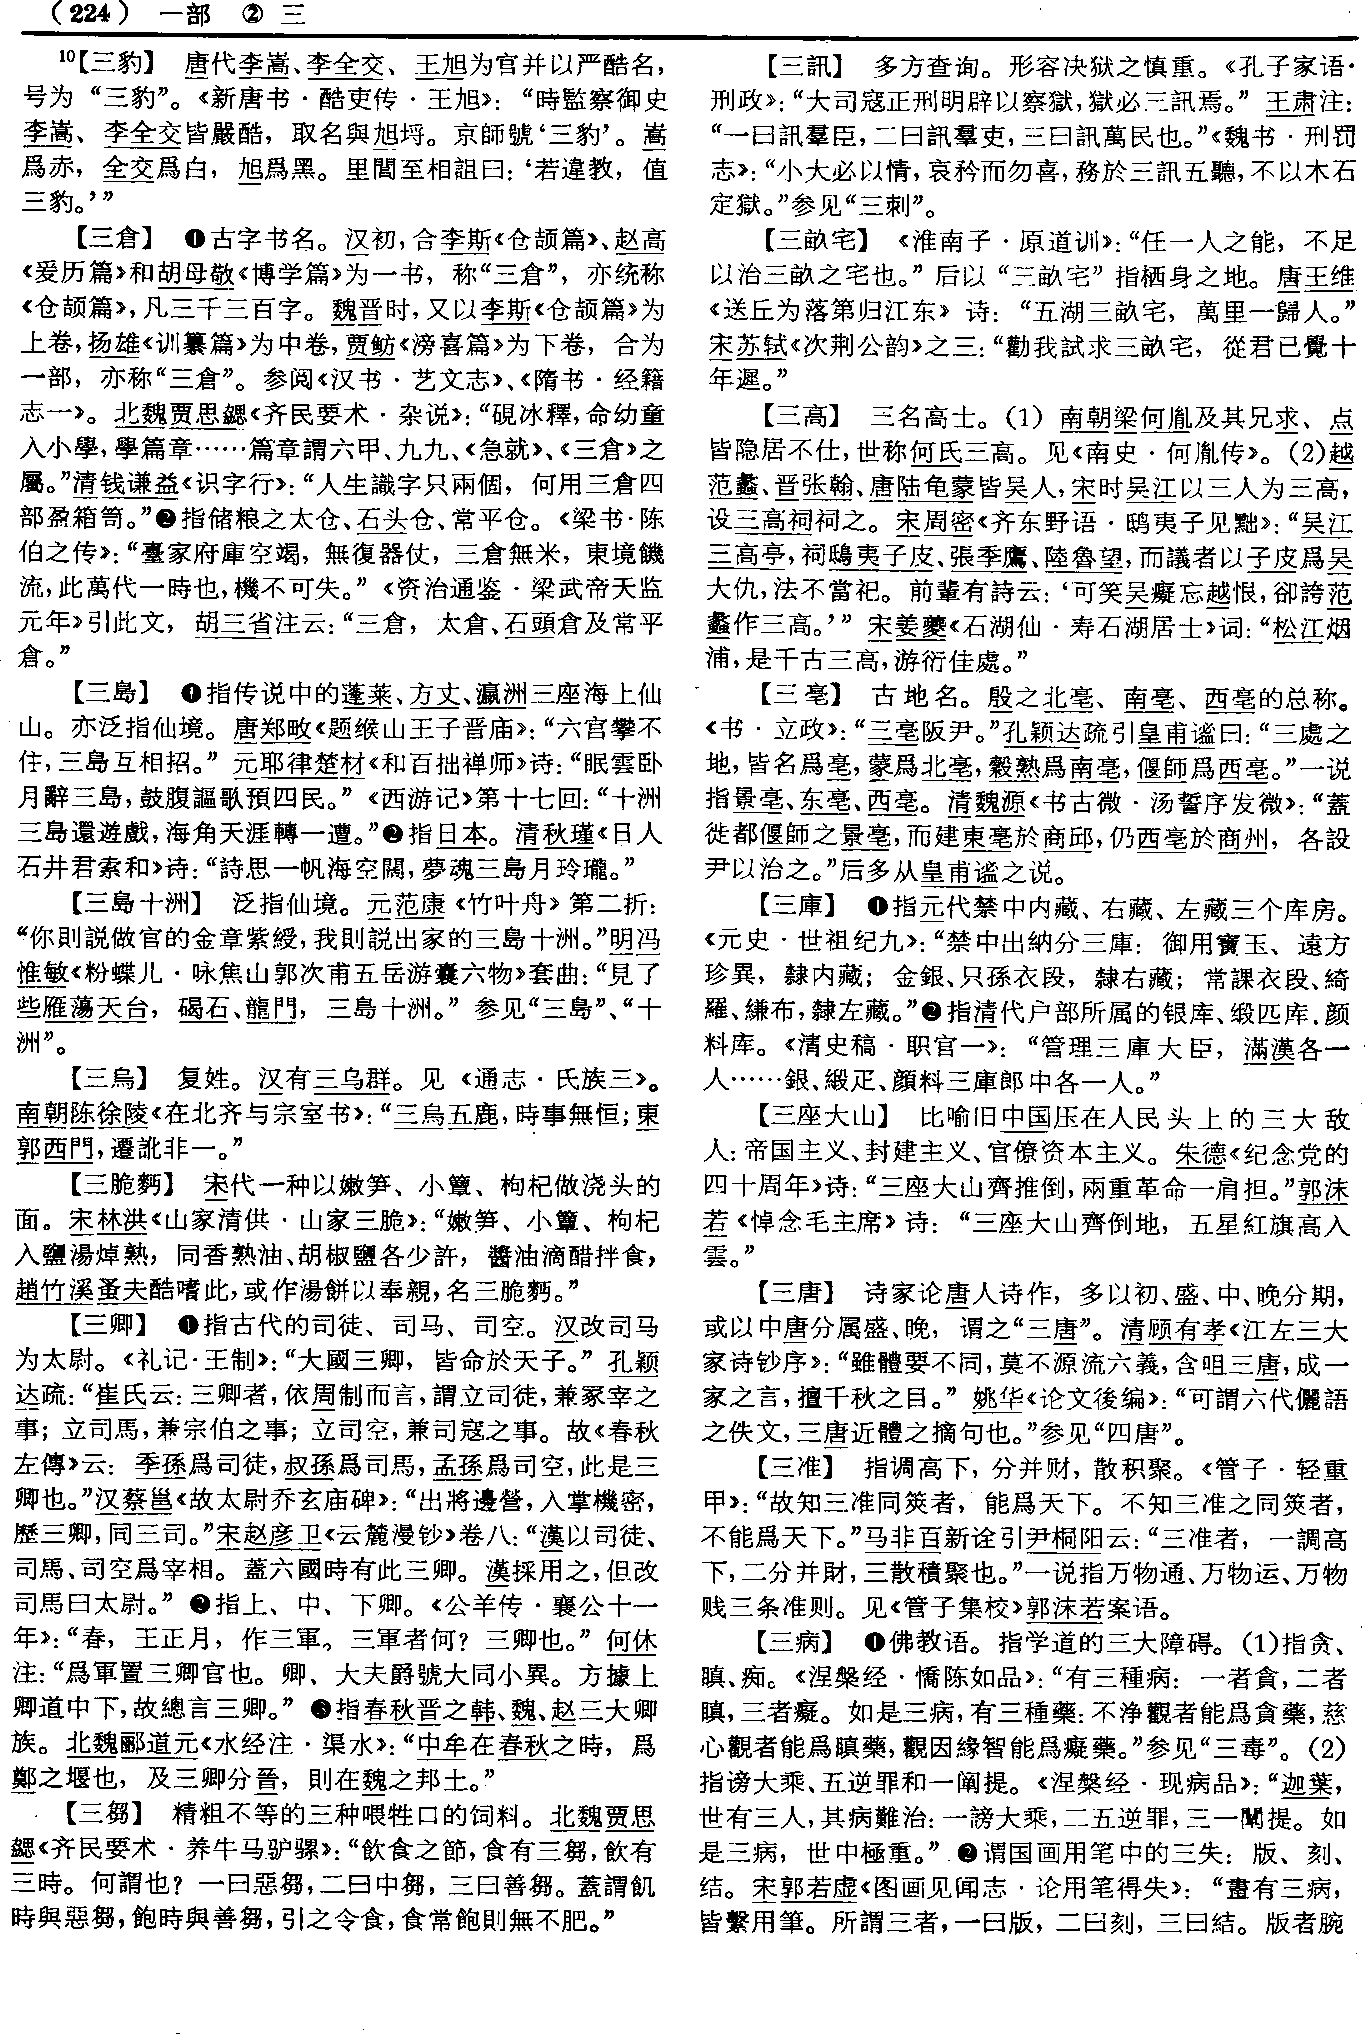 （224） 一部 ② 三
10【三豹】 唐代李嵩、李全交、王旭为官并以严酷名，
号为“三豹”。《新唐书·酷吏传·王旭》：“時監察御史
李嵩、李全交皆嚴酷，取名與旭埒。京師號‘三豹’。嵩
爲赤，全交爲白，旭爲黑。里閭至相詛曰：‘若違教，值
三豹。’”
【三倉】 ❶古字书名。汉初，合李斯《仓颉篇》、赵高
《爰历篇》和胡母敬《博学篇》为一书，称“三倉”，亦统称
《仓颉篇》，凡三千三百字。魏晋时，又以李斯《仓颉篇》为
上卷，扬雄《训纂篇》为中卷，贾鲂《滂喜篇》为下卷，合为
一部，亦称“三倉”。参阅《汉书·艺文志》、《隋书·经籍
志一》。北魏贾思勰《齐民要术·杂说》：“硯冰釋，命幼童
入小學，學篇章……篇章謂六甲、九九、《急就》、《三倉》之
屬。”清钱谦益《识字行》：“人生識字只兩個，何用三倉四
部盈箱笥。”❷指储粮之太仓、石头仓、常平仓。《梁书·陈
伯之传》：“臺家府庫空竭，無復器仗，三倉無米，東境饑
流，此萬代一時也，機不可失。”《资治通鉴·梁武帝天监
元年》引此文，胡三省注云：“三倉，太倉、石頭倉及常平
倉。”
【三島】 ❶指传说中的蓬莱、方丈、瀛洲三座海上仙
山。亦泛指仙境。唐郑畋《题缑山王子晋庙》：“六宫攀不
住，三島互相招。”元耶律楚材《和百拙禅师》诗：“眠雲卧
月辭三島，鼓腹謳歌預四民。”《西游记》第十七回：“十洲
三島還遊戲，海角天涯轉一遭。”❷指日本。清秋瑾《日人
石井君索和》诗：“詩思一帆海空闊，夢魂三島月玲瓏。”
【三島十洲】 泛指仙境。元范康《竹叶舟》第二折：
“你則説做官的金章紫綬，我則説出家的三島十洲。”明冯
惟敏《粉蝶儿·咏焦山郭次甫五岳游囊六物》套曲：“見了
些雁蕩天台，碣石、龍門，三島十洲。”参见“三島”、“十
洲”。
【三烏】 复姓。汉有三乌群。见《通志·氏族三》。
南朝陈徐陵《在北齐与宗室书》：“三烏五鹿，時事無恒；東
郭西門，遷訛非一。”
【三脆麪】 宋代一种以嫩笋、小蕈、枸杞做浇头的
面。宋林洪《山家清供·山家三脆》：“嫩笋、小蕈、枸杞
入鹽湯焯熟，同香熟油、胡椒鹽各少許，醬油滴醋拌食，
趙竹溪蚤夫酷嗜此，或作湯餅以奉親，名三脆麪。”
【三卿】 ❶指古代的司徒、司马、司空。汉改司马
为太尉。《礼记·王制》：“大國三卿，皆命於天子。”孔颖
达疏：“崔氏云：三卿者，依周制而言，謂立司徒，兼冢宰之
事；立司馬，兼宗伯之事；立司空，兼司寇之事。故《春秋
左傳》云：季孫爲司徒，叔孫爲司馬，孟孫爲司空，此是三
卿也。”汉蔡邕《故太尉乔玄庙碑》：“出將邊營，入掌機密，
歷三卿，同三司。”宋赵彦卫《云麓漫钞》卷八：“漢以司徒、
司馬、司空爲宰相。蓋六國時有此三卿。漢採用之，但改
司馬曰太尉。”❷指上、中、下卿。《公羊传·襄公十一
年》：“春，王正月，作三軍。三軍者何？三卿也。”何休
注：“爲軍置三卿官也。卿、大夫爵號大同小異。方據上
卿道中下，故總言三卿。”❸指春秋晋之韩、魏、赵三大卿
族。北魏郦道元《水经注·渠水》：“中牟在春秋之時，爲
鄭之堰也，及三卿分晉，則在魏之邦土。”
【三芻】 精粗不等的三种喂牲口的饲料。北魏贾思
勰《齐民要术·养牛马驴骡》：“飲食之節，食有三芻，飲有
三時。何謂也？一曰惡芻，二曰中芻，三曰善芻。蓋謂飢
時與惡芻，飽時與善芻，引之令食，食常飽則無不肥。”
【三訊】 多方查询。形容决狱之慎重。《孔子家语·
刑政》：“大司寇正刑明辟以察獄，獄必三訊焉。”王肃注：
“一曰訊羣臣，二曰訊羣吏，三曰訊萬民也。”《魏书·刑罚
志》：“小大必以情，哀矜而勿喜，務於三訊五聽，不以木石
定獄。”参见“三刺”。
【三畝宅】 《淮南子·原道训》：“任一人之能，不足
以治三畝之宅也。”后以“三畝宅”指栖身之地。唐王维
《送丘为落第归江东》诗：“五湖三畝宅，萬里一歸人。”
宋苏轼《次荆公韵》之三：“勸我試求三畝宅，從君已覺十
年遲。”
【三高】 三名高士。（1）南朝梁何胤及其兄求、点
皆隐居不仕，世称何氏三高。见《南史·何胤传》。（2）越
范蠡、晋张翰、唐陆龟蒙皆吴人，宋时吴江以三人为三高，
设三高祠祠之。宋周密《齐东野语·鸱夷子见黜》：“吴江
三高亭，祠鴟夷子皮、張季鷹、陸魯望，而議者以子皮爲吴
大仇，法不當祀。前輩有詩云：‘可笑吴癡忘越恨，卻誇范
蠡作三高。’”宋姜夔《石湖仙·寿石湖居士》词：“松江烟
浦，是千古三高，游衍佳處。”
【三亳】 古地名。殷之北亳、南亳、西亳的总称。
《书·立政》：“三亳阪尹。”孔颖达疏引皇甫谧曰：“三處之
地，皆名爲亳，蒙爲北亳，穀熟爲南亳，偃師爲西亳。”一说
指景亳、东亳、西亳。清魏源《书古微·汤誓序发微》：“蓋
徙都偃師之景亳，而建東亳於商邱，仍西亳於商州，各設
尹以治之。”后多从皇甫谧之说。
【三庫】 ❶指元代禁中内藏、右藏、左藏三个库房。
《元史·世祖纪九》：“禁中出納分三庫：御用寶玉、遠方
珍異，隸内藏；金銀、只孫衣段，隸右藏；常課衣段、綺
羅、縑布，隸左藏。”❷指清代户部所属的银库、缎匹库、颜
料库。《清史稿·职官一》：“管理三庫大臣，滿漢各一
人……銀、緞疋、顔料三庫郎中各一人。”
【三座大山】 比喻旧中国压在人民头上的三大敌
人：帝国主义、封建主义、官僚资本主义。朱德《纪念党的
四十周年》诗：“三座大山齊推倒，兩重革命一肩担。”郭沫
若《悼念毛主席》诗：“三座大山齊倒地，五星紅旗高入
雲。”
【三唐】 诗家论唐人诗作，多以初、盛、中、晚分期，
或以中唐分属盛、晚，谓之“三唐”。清顾有孝《江左三大
家诗钞序》：“雖體要不同，莫不源流六義，含咀三唐，成一
家之言，擅千秋之目。”姚华《论文後编》：“可謂六代儷語
之佚文，三唐近體之摘句也。”参见“四唐”。
【三准】 指调高下，分并财，散积聚。《管子·轻重
甲》：“故知三准同筴者，能爲天下。不知三准之同筴者，
不能爲天下。”马非百新诠引尹桐阳云：“三准者，一調高
下，二分并財，三散積聚也。”一说指万物通、万物运、万物
贱三条准则。见《管子集校》郭沫若案语。
【三病】 ❶佛教语。指学道的三大障碍。（1）指贪、
瞋、痴。《涅槃经·憍陈如品》：“有三種病：一者貪，二者
瞋，三者癡。如是三病，有三種藥：不净觀者能爲貪藥，慈
心觀者能爲瞋藥，觀因緣智能爲癡藥。”参见“三毒”。（2）
指谤大乘、五逆罪和一阐提。《涅槃经·现病品》：“迦葉，
世有三人，其病難治：一謗大乘，二五逆罪，三一闡提。如
是三病，世中極重。”❷谓国画用笔中的三失：版、刻、
结。宋郭若虚《图画见闻志·论用笔得失》：“畫有三病，
皆繫用筆。所謂三者，一曰版，二曰刻，三曰結。版者腕